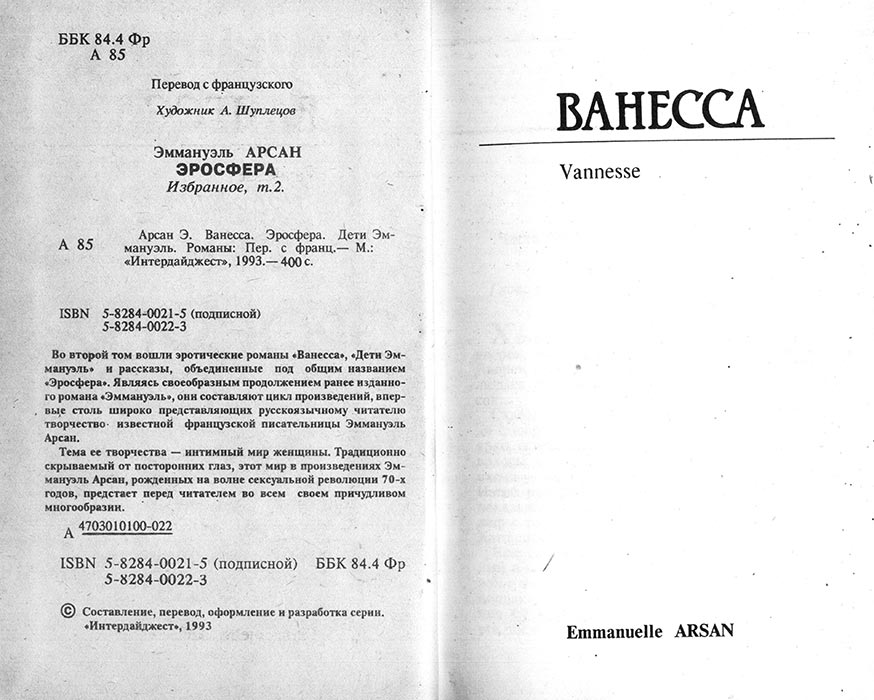 ББК 84.4 Фр
А 85
Перевод с французского
Художник А. Шуплецов
Эммануэль АРСАН
ЭРОСФЕРА
Избранное, т.2.
А 85
Арсан Э. Ванесса. Эросфера. Дети Эм-
мануэль. Романы: Пер. с франц.— М.:
«Интердайджест», 1993.— 400 с.
ISBN 5-8284-0021-5 (подписной)
5-8284-0022-3
Во второй том вошли эротические романы «Ванесса», «Дети Эм-
мануэль» и рассказы, объединенные под общим названием
«Эросфера». Являясь своеобразным продолжением ранее изданно-
го романа «Эммануэль», они составляют цикл произведений, впер-
вые столь широко представляющих русскоязычному читателю
творчество известной французской писательницы Эммануэль
Арсан.
Тема ее творчества — интимный мир женщины. Традиционно
скрываемый от посторонних глаз, этот мир в произведениях Эм-
мануэль Арсан, рожденных на волне сексуальной революции 70-х
годов, предстает перед читателем во всем своем причудливом
многообразии.
А 4703010100-022
ISBN 5-8284-0021-5 (подписной) ББК 84.4 Фр
5-8284-0022-3
© Составление, перевод, оформление и разработка серии.
«Интердайджест», 1993
ВАНЕССА
Vannesse
Emmanuelle ARSAN